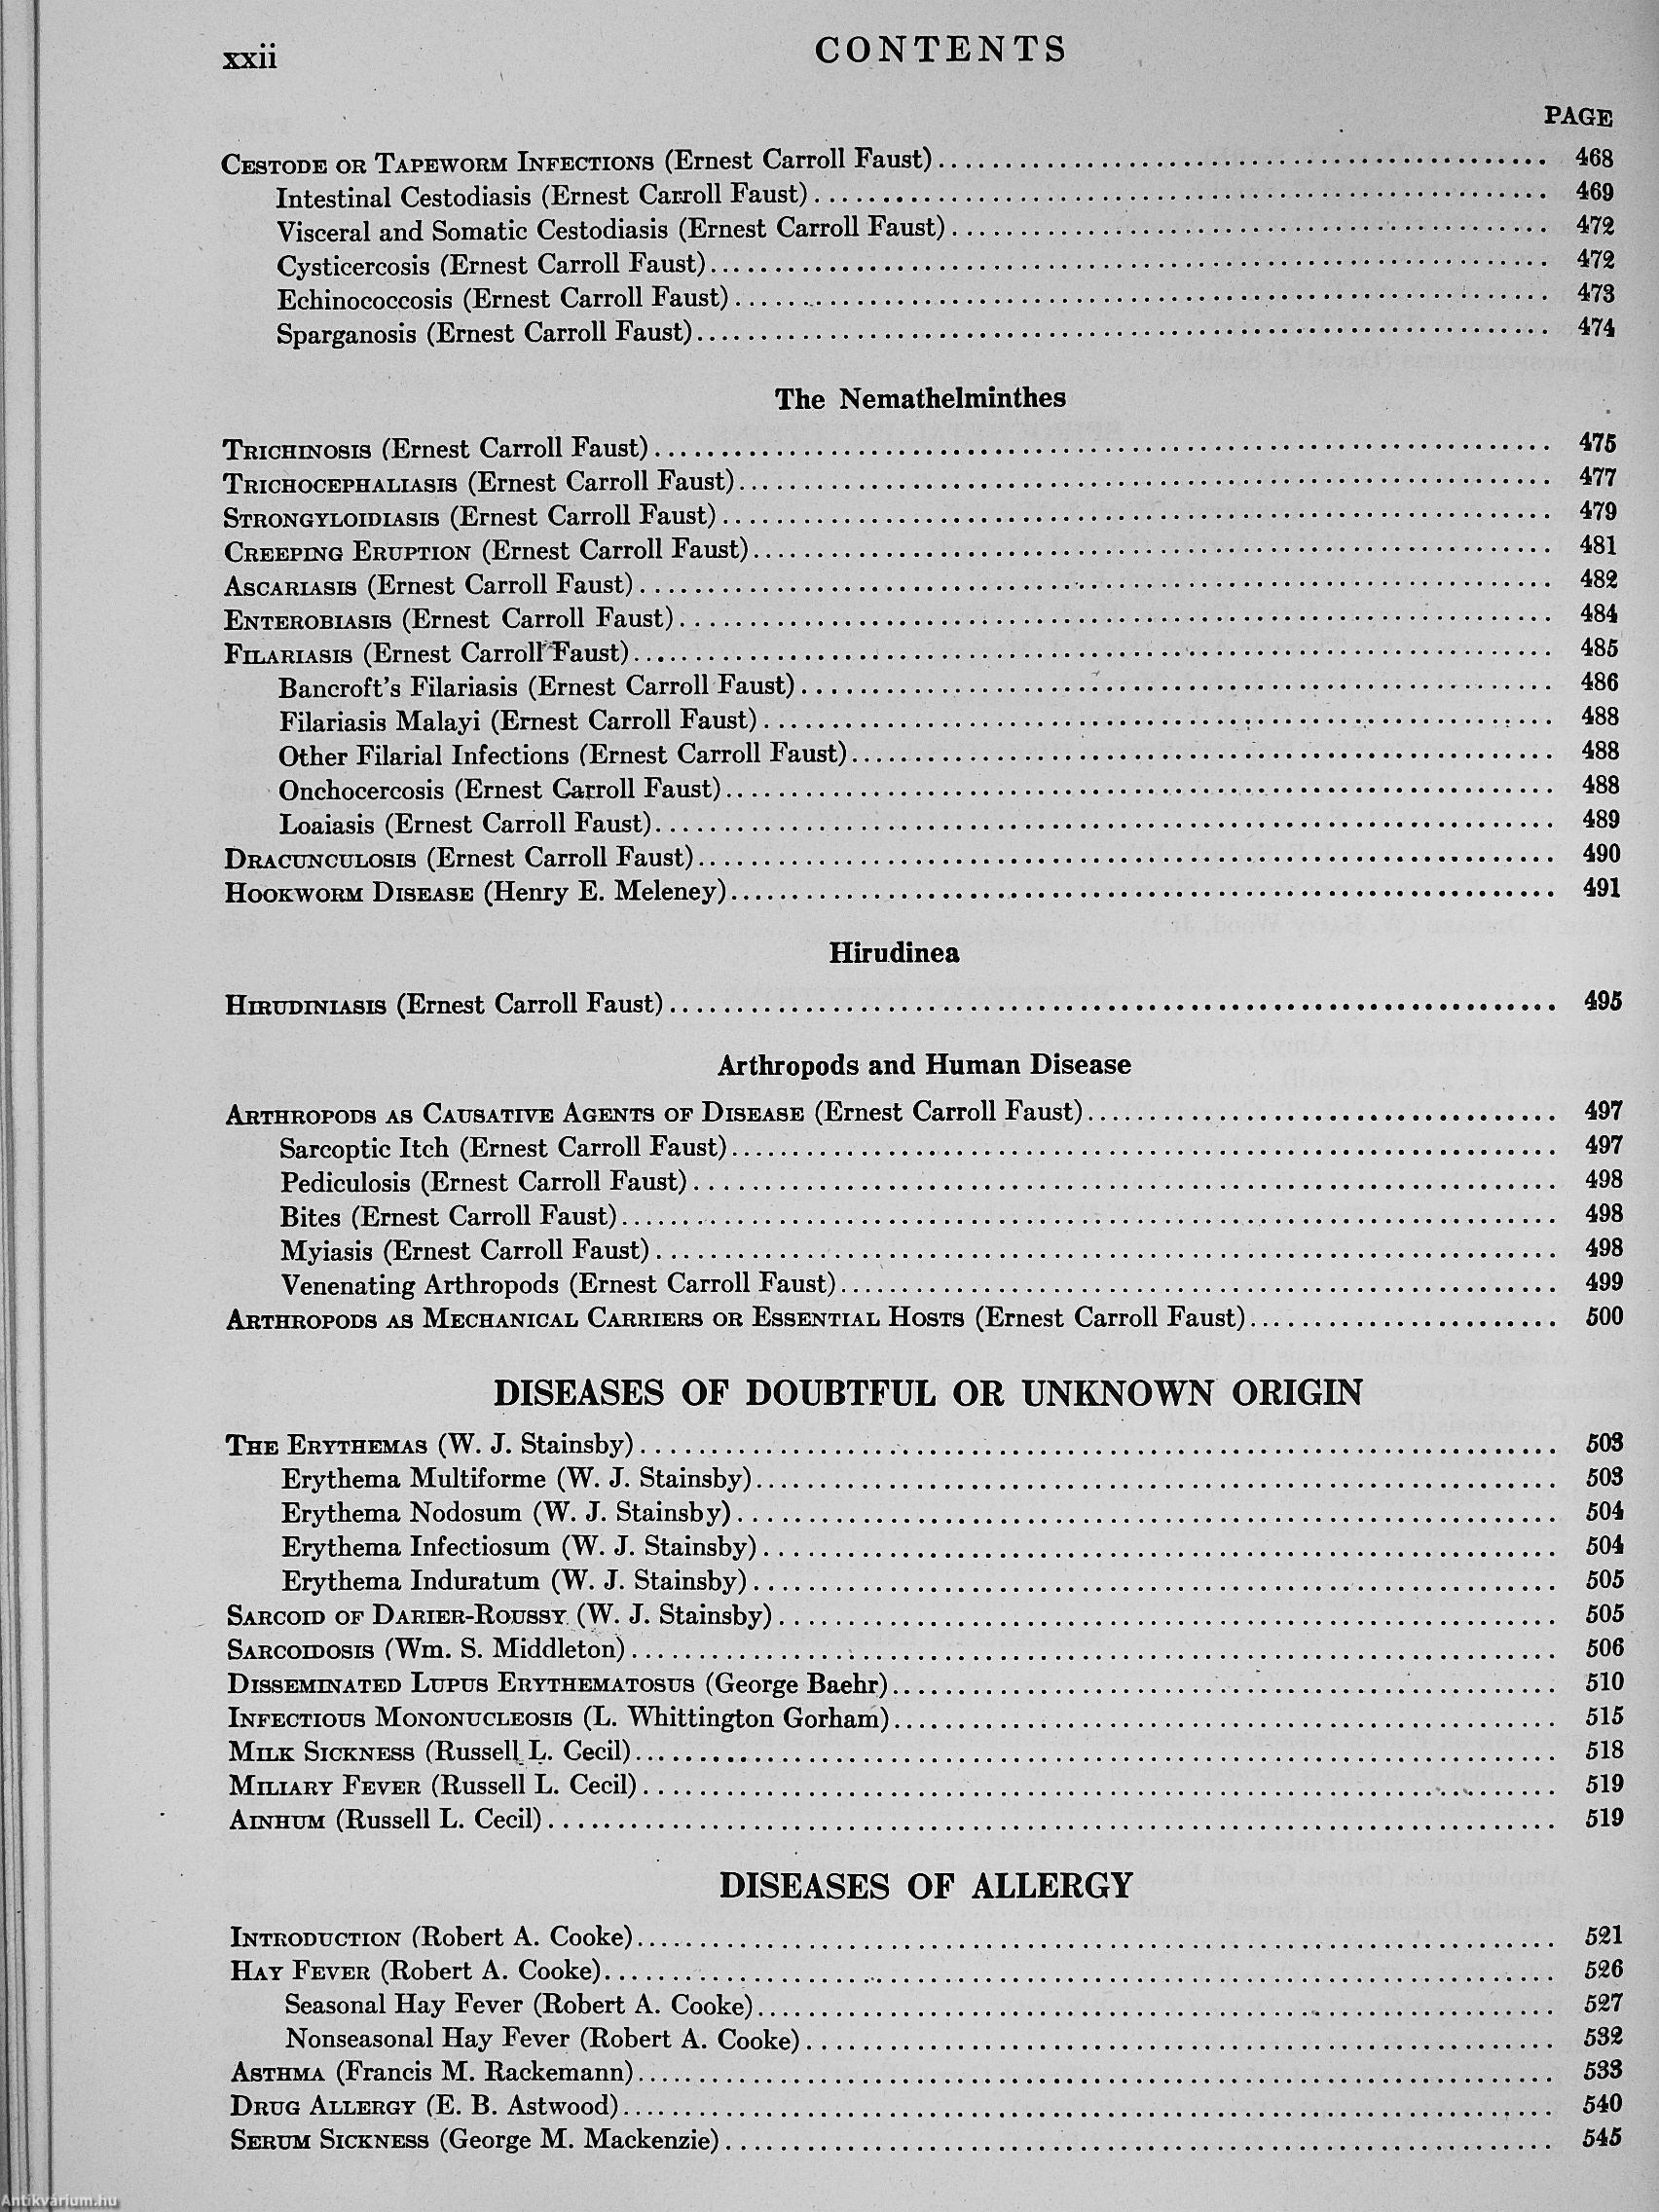 xxii
CONTENTS
PAGE
CESTODE OR TAPEWORM INFECTIONS (Ernest Carroll Faust)........ 468
Intestinal Cestodiasis (Ernest Carroll Faust)........ 469
Visceral and Somatic Cestodiasis (Ernest Carroll Faust)........ 472
Cysticercosis (Ernest Carroll Faust)........ 472
Echinococcosis (Ernest Carroll Faust)........ 473
Sparganosis (Ernest Carroll Faust)........ 474
The Nemathelminthes
TRICHINOSIS (Ernest Carroll Faust)........ 475
TRICHOCEPHALIASIS (Ernest Carroll Faust)........ 477
STRONGYLOIDIASIS (Ernest Carroll Faust)........ 479
CREEPING ERUPTION (Ernest Carroll Faust)........ 481
ASCARIASIS (Ernest Carroll Faust)........ 482
ENTEROBIASIS (Ernest Carroll Faust)........ 484
FILARIASIS (Ernest Carroll Faust)........ 485
Bancroft's Filariasis (Ernest Carroll Faust)........ 486
Filariasis Malayi (Ernest Carroll Faust)........ 488
Other Filarial Infections (Ernest Carroll Faust)........ 488
Onchocercosis (Ernest Carroll Faust)........ 488
Loaiasis (Ernest Carroll Faust)........ 489
DRACUNCULOSIS (Ernest Carroll Faust)........ 490
HOOKWORM DISEASE (Henry E. Meleney)........ 491
Hirudinea
HIRUDINIASIS (Ernest Carroll Faust)........ 495
Arthropods and Human Disease
ARTHROPODS AS CAUSATIVE AGENTS OF DISEASE (Ernest Carroll Faust)........ 497
Sarcoptic Itch (Ernest Carroll Faust)........ 497
Pediculosis (Ernest Carroll Faust)........ 498
Bites (Ernest Carroll Faust)........ 498
Myiasis (Ernest Carroll Faust)........ 498
Venenating Arthropods (Ernest Carroll Faust)........ 499
ARTHROPODS AS MECHANICAL CARRIERS OR ESSENTIAL HOSTS (Ernest Carroll Faust)........ 500
DISEASES OF DOUBTFUL OR UNKNOWN ORIGIN
THE ERYTHEMAS (W. J. Stainsby)........ 503
Erythema Multiforme (W. J. Stainsby)........ 503
Erythema Nodosum (W. J. Stainsby)........ 504
Erythema Infectiosum (W. J. Stainsby)........ 504
Erythema Induratum (W. J. Stainsby)........ 505
SARCOID OF DARIER-ROUSSY (W. J. Stainsby)........ 505
SARCOIDOSIS (Wm. S. Middleton)........ 506
DISSEMINATED LUPUS ERYTHEMATOSUS (George Baehr)........ 510
INFECTIOUS MONONUCLEOSIS (L. Whittington Gorham)........ 515
MILK SICKNESS (Russell L. Cecil)........ 518
MILIARY FEVER (Russell L. Cecil)........ 519
AINHUM (Russell L. Cecil)........ 519
DISEASES OF ALLERGY
INTRODUCTION (Robert A. Cooke)........ 521
HAY FEVER (Robert A. Cooke)........ 526
Seasonal Hay Fever (Robert A. Cooke)........ 527
Nonseasonal Hay Fever (Robert A. Cooke)........ 532
ASTHMA (Francis M. Rackemann)........ 533
DRUG ALLERGY (E. B. Astwood)........ 540
SERUM SICKNESS (George M. Mackenzie)........ 545
Antikvárium.hu